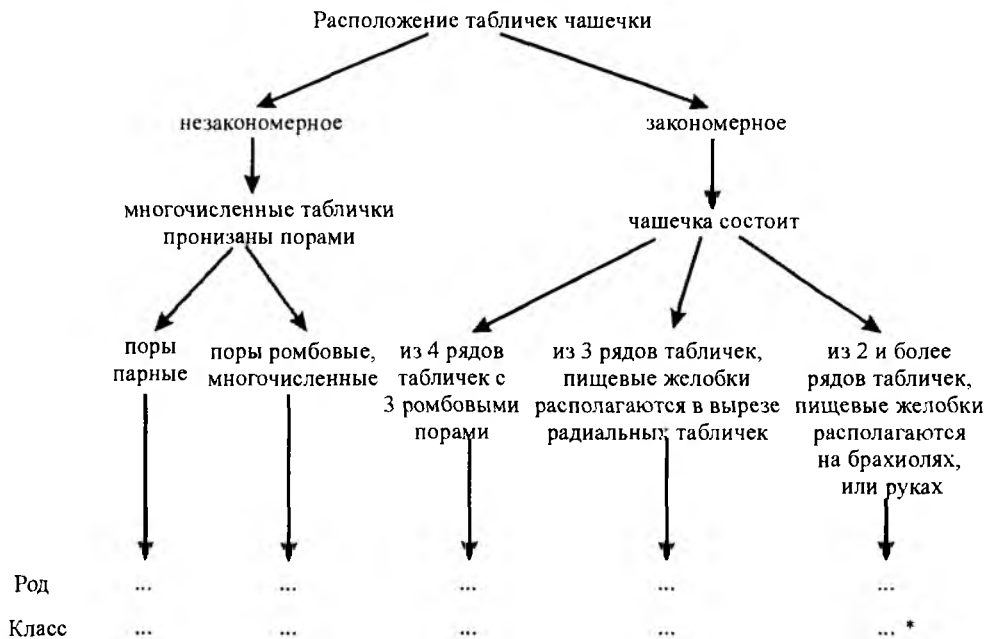 Расположение табличек чашечки
незакономерное
закономерное
многочисленные таблички
пронизаны порами
чашечка состоит
поры
парные
поры ромбовые,
многочисленные
из 4 рядов
табличек с
3 ромбовыми
порами
из 3 рядов табличек,
пищевые желобки
располагаются в вырезе
радиальных табличек
из 2 и более
рядов табличек,
пищевые желобки
располагаются
на брахиолях,
или руках
Род ... ... ... ... ...
Класс ... ... ... ... ... *